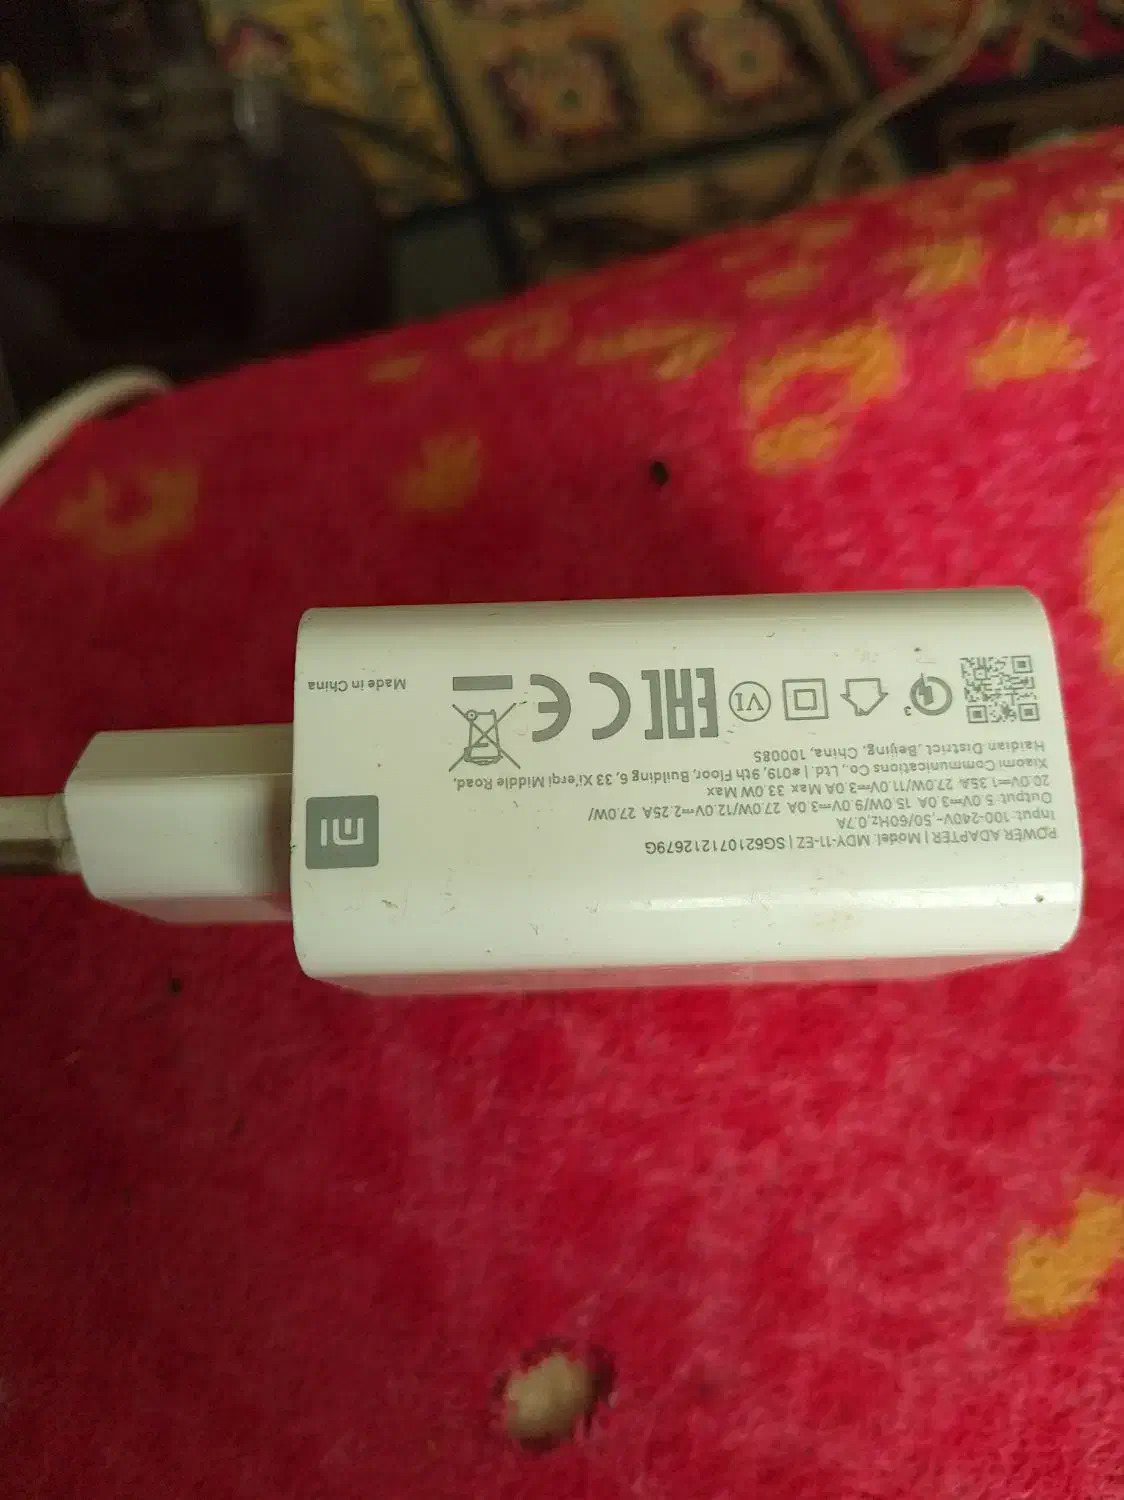 POWER ADAPTER | Model: MDY-11-EZ | SG621071212679G
Input: 100-240V~,50/60Hz,0.7A
Output: 5.0V⎓3.0A 15.0W/9.0V⎓3.0A 27.0W/12.0V⎓2.25A 27.0W/
20.0V⎓1.35A 27.0W/11.0V⎓3.0A Max 33.0W Max
Xiaomi Communications Co., Ltd. | #019, 9th Floor, Building 6, 33 Xi'erqi Middle Road,
Haidian District, Beijing, China, 100085
3
VI
EAC
CE
Made in China
mi